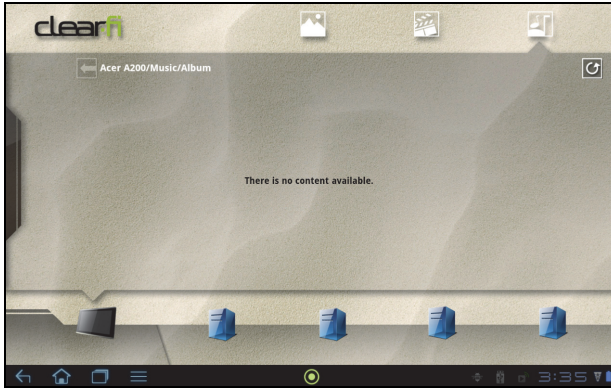 clear.fi
Acer A200/Music/Album
There is no content available.
3:35